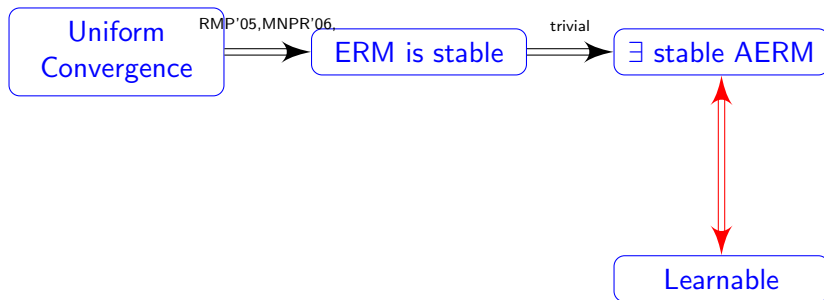 RMP'05,MNPR'06,
trivial
Uniform
Convergence
ERM is stable
∃ stable AERM
Learnable